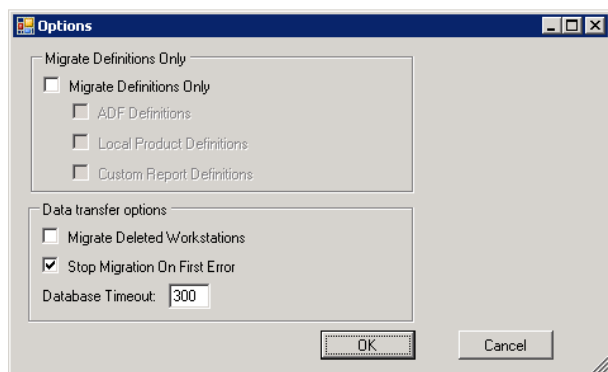 Options
Migrate Definitions Only
Migrate Definitions Only
ADF Definitions
Local Product Definitions
Custom Report Definitions
Data transfer options
Migrate Deleted Workstations
Stop Migration On First Error
Database Timeout: 300
OK Cancel